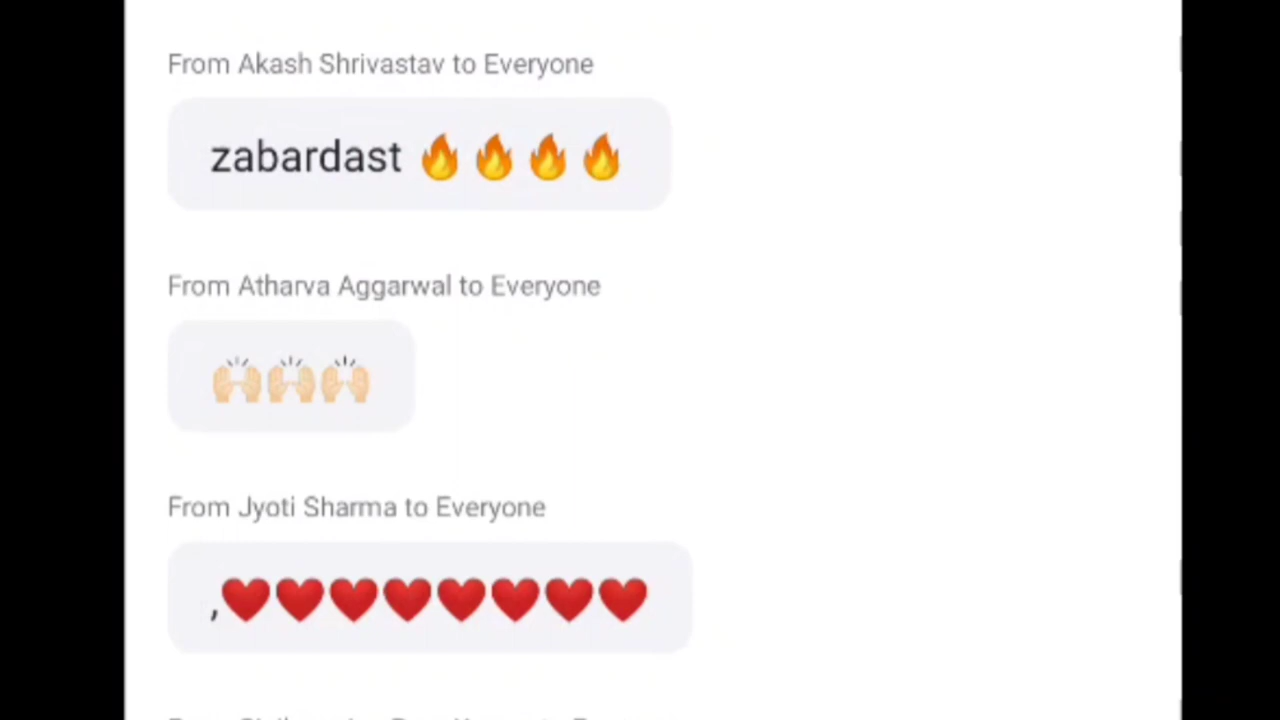 From Akash Shrivastav to Everyone
zabardast 🔥🔥🔥🔥
From Atharva Aggarwal to Everyone
🙌🏻🙌🏻🙌🏻
From Jyoti Sharma to Everyone
,❤️❤️❤️❤️❤️❤️❤️❤️